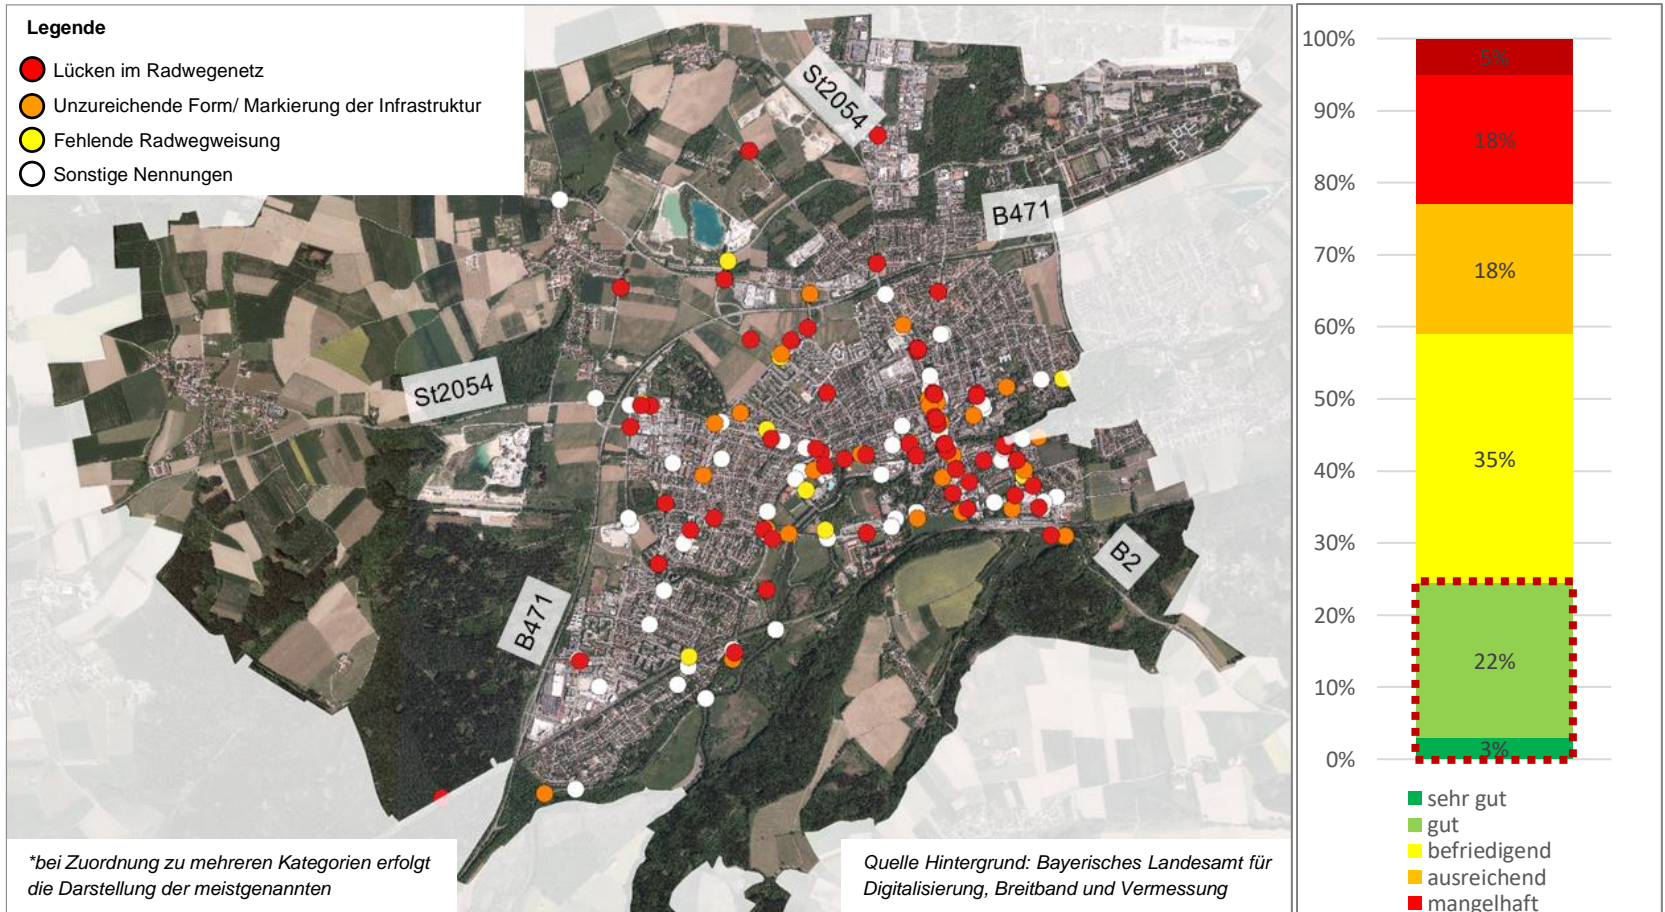 Legende
Lücken im Radwegenetz
Unzureichende Form/ Markierung der Infrastruktur
Fehlende Radwegweisung
Sonstige Nennungen
St2054
B471
St2054
B471
B2
*bei Zuordnung zu mehreren Kategorien erfolgt
die Darstellung der meistgenannten
Quelle Hintergrund: Bayerisches Landesamt für
Digitalisierung, Breitband und Vermessung
100%
90%
80%
70%
60%
50%
40%
30%
20%
10%
0%
5%
18%
18%
35%
22%
3%
sehr gut
gut
befriedigend
ausreichend
mangelhaft